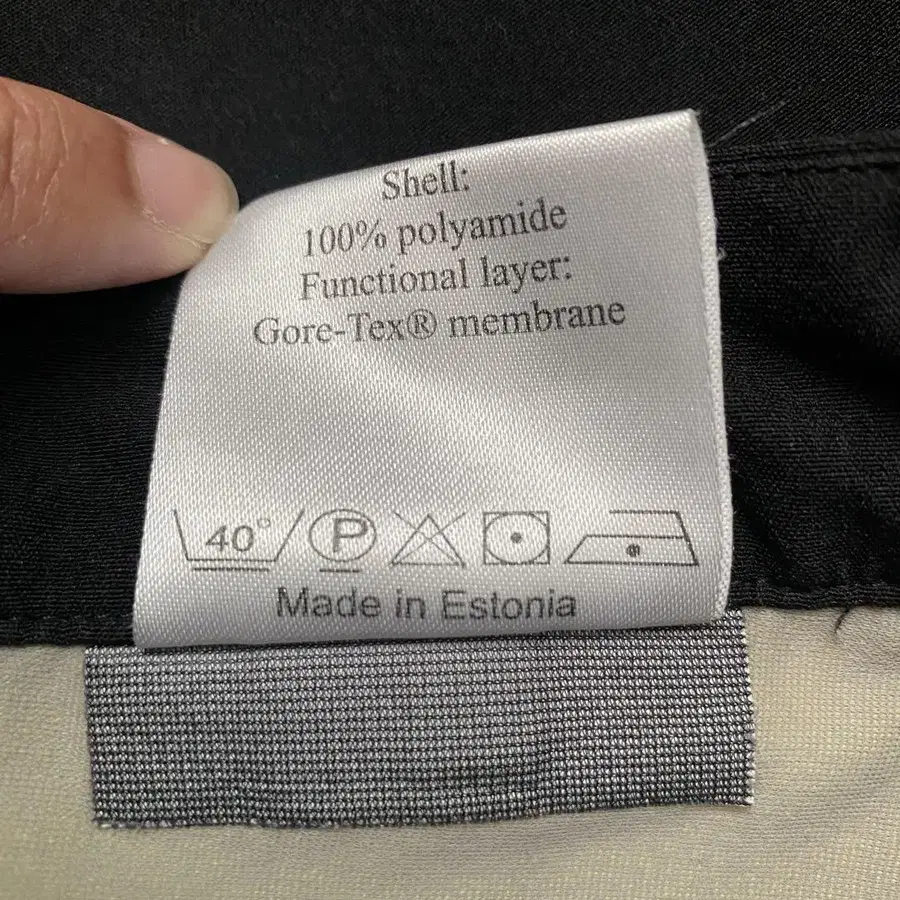 Shell:
100% polyamide
Functional layer:
Gore-Tex® membrane
40° P
Made in Estonia